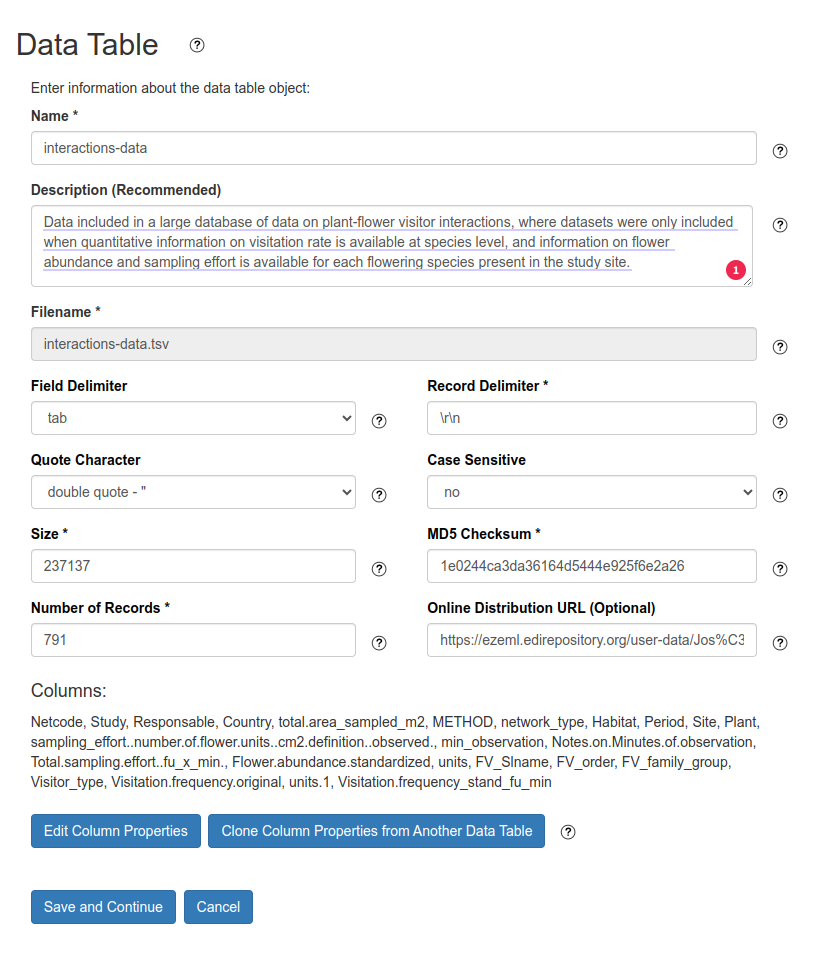 Data Table ?
Enter information about the data table object:
Name *
interactions-data ?
Description (Recommended)
Data included in a large database of data on plant-flower visitor interactions, where datasets were only included ?
when quantitative information on visitation rate is available at species level, and information on flower
abundance and sampling effort is available for each flowering species present in the study site.
1
Filename *
interactions-data.tsv ?
Field Delimiter Record Delimiter *
tab ? \r\n ?
Quote Character Case Sensitive
double quote - " ? no ?
Size * MD5 Checksum *
237137 ? 1e0244ca3da36164d5444e925f6e2a26 ?
Number of Records * Online Distribution URL (Optional)
791 ? https://ezeml.edirepository.org/user-data/Jos%C3 ?
Columns:
Netcode, Study, Responsable, Country, total.area_sampled_m2, METHOD, network_type, Habitat, Period, Site, Plant,
sampling_effort..number.of.flower.units..cm2.definition..observed., min_observation, Notes.on.Minutes.of.observation,
Total.sampling.effort..fu_x_min., Flower.abundance.standardized, units, FV_SIname, FV_order, FV_family_group,
Visitor_type, Visitation.frequency.original, units.1, Visitation.frequency_stand_fu_min
Edit Column Properties Clone Column Properties from Another Data Table ?
Save and Continue Cancel